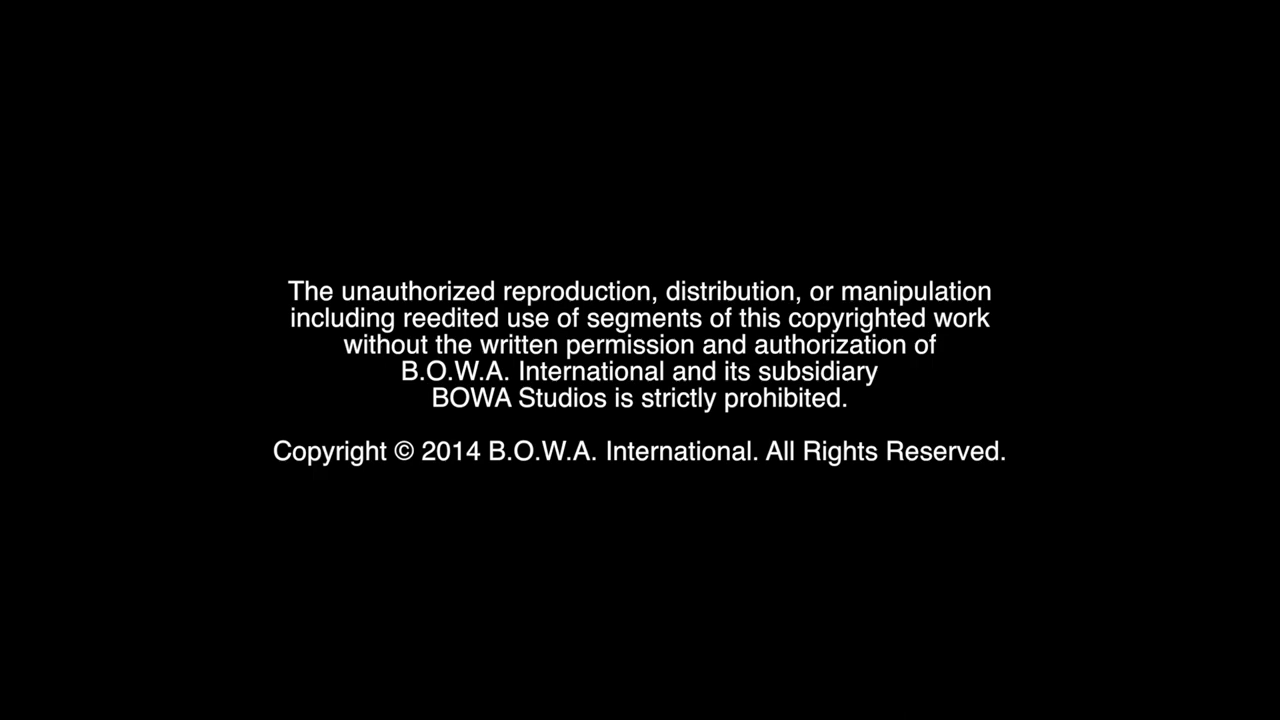 The unauthorized reproduction, distribution, or manipulation
including reedited use of segments of this copyrighted work
without the written permission and authorization of
B.O.W.A. International and its subsidiary
BOWA Studios is strictly prohibited.
Copyright © 2014 B.O.W.A. International. All Rights Reserved.